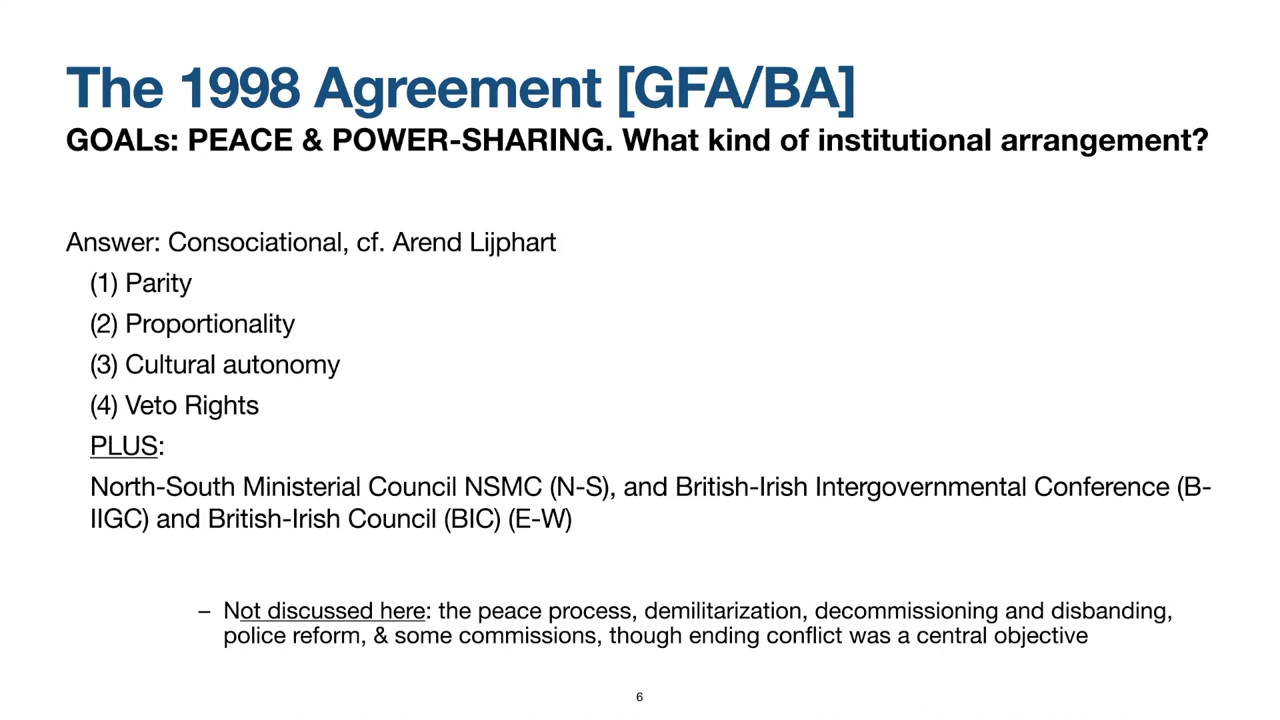 The 1998 Agreement [GFA/BA]
GOALs: PEACE & POWER-SHARING. What kind of institutional arrangement?
Answer: Consociational, cf. Arend Lijphart
(1) Parity
(2) Proportionality
(3) Cultural autonomy
(4) Veto Rights
PLUS:
North-South Ministerial Council NSMC (N-S), and British-Irish Intergovernmental Conference (B-
IIGC) and British-Irish Council (BIC) (E-W)
– Not discussed here: the peace process, demilitarization, decommissioning and disbanding,
police reform, & some commissions, though ending conflict was a central objective
6